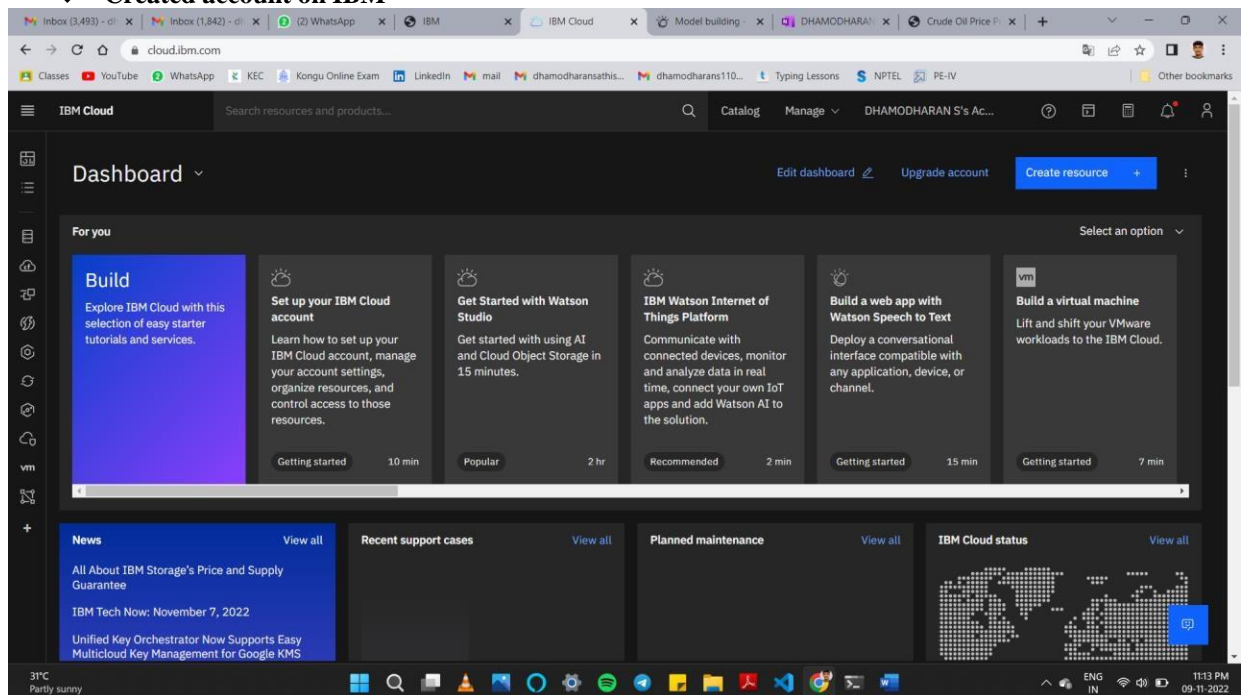 Created account on IBM
Inbox (3,493) - dh
Inbox (1,842) - dh
(2) WhatsApp
IBM
IBM Cloud
Model building -
DHAMODHARAN
Crude Oil Price P
cloud.ibm.com
Classes
YouTube
WhatsApp
KEC
Kongu Online Exam
LinkedIn
mail
dhamodharansathis...
dhamodharans110...
Typing Lessons
NPTEL
PE-IV
Other bookmarks
IBM Cloud
Search resources and products...
Catalog
Manage
DHAMODHARAN S's Ac...
Dashboard
Edit dashboard
Upgrade account
Create resource +
For you
Select an option
Build
Explore IBM Cloud with this
selection of easy starter
tutorials and services.
Set up your IBM Cloud
account
Learn how to set up your
IBM Cloud account, manage
your account settings,
organize resources, and
control access to those
resources.
Getting started 10 min
Get Started with Watson
Studio
Get started with using AI
and Cloud Object Storage in
15 minutes.
Popular 2 hr
IBM Watson Internet of
Things Platform
Communicate with
connected devices, monitor
and analyze data in real
time, connect your own IoT
apps and add Watson AI to
the solution.
Recommended 2 min
Build a web app with
Watson Speech to Text
Deploy a conversational
interface compatible with
any application, device, or
channel.
Getting started 15 min
vm
Build a virtual machine
Lift and shift your VMware
workloads to the IBM Cloud.
Getting started 7 min
vm
News View all
All About IBM Storage's Price and Supply
Guarantee
IBM Tech Now: November 7, 2022
Unified Key Orchestrator Now Supports Easy
Multicloud Key Management for Google KMS
Recent support cases View all
Planned maintenance View all
IBM Cloud status View all
31°C
Partly sunny
ENG
IN
11:13 PM
09-11-2022